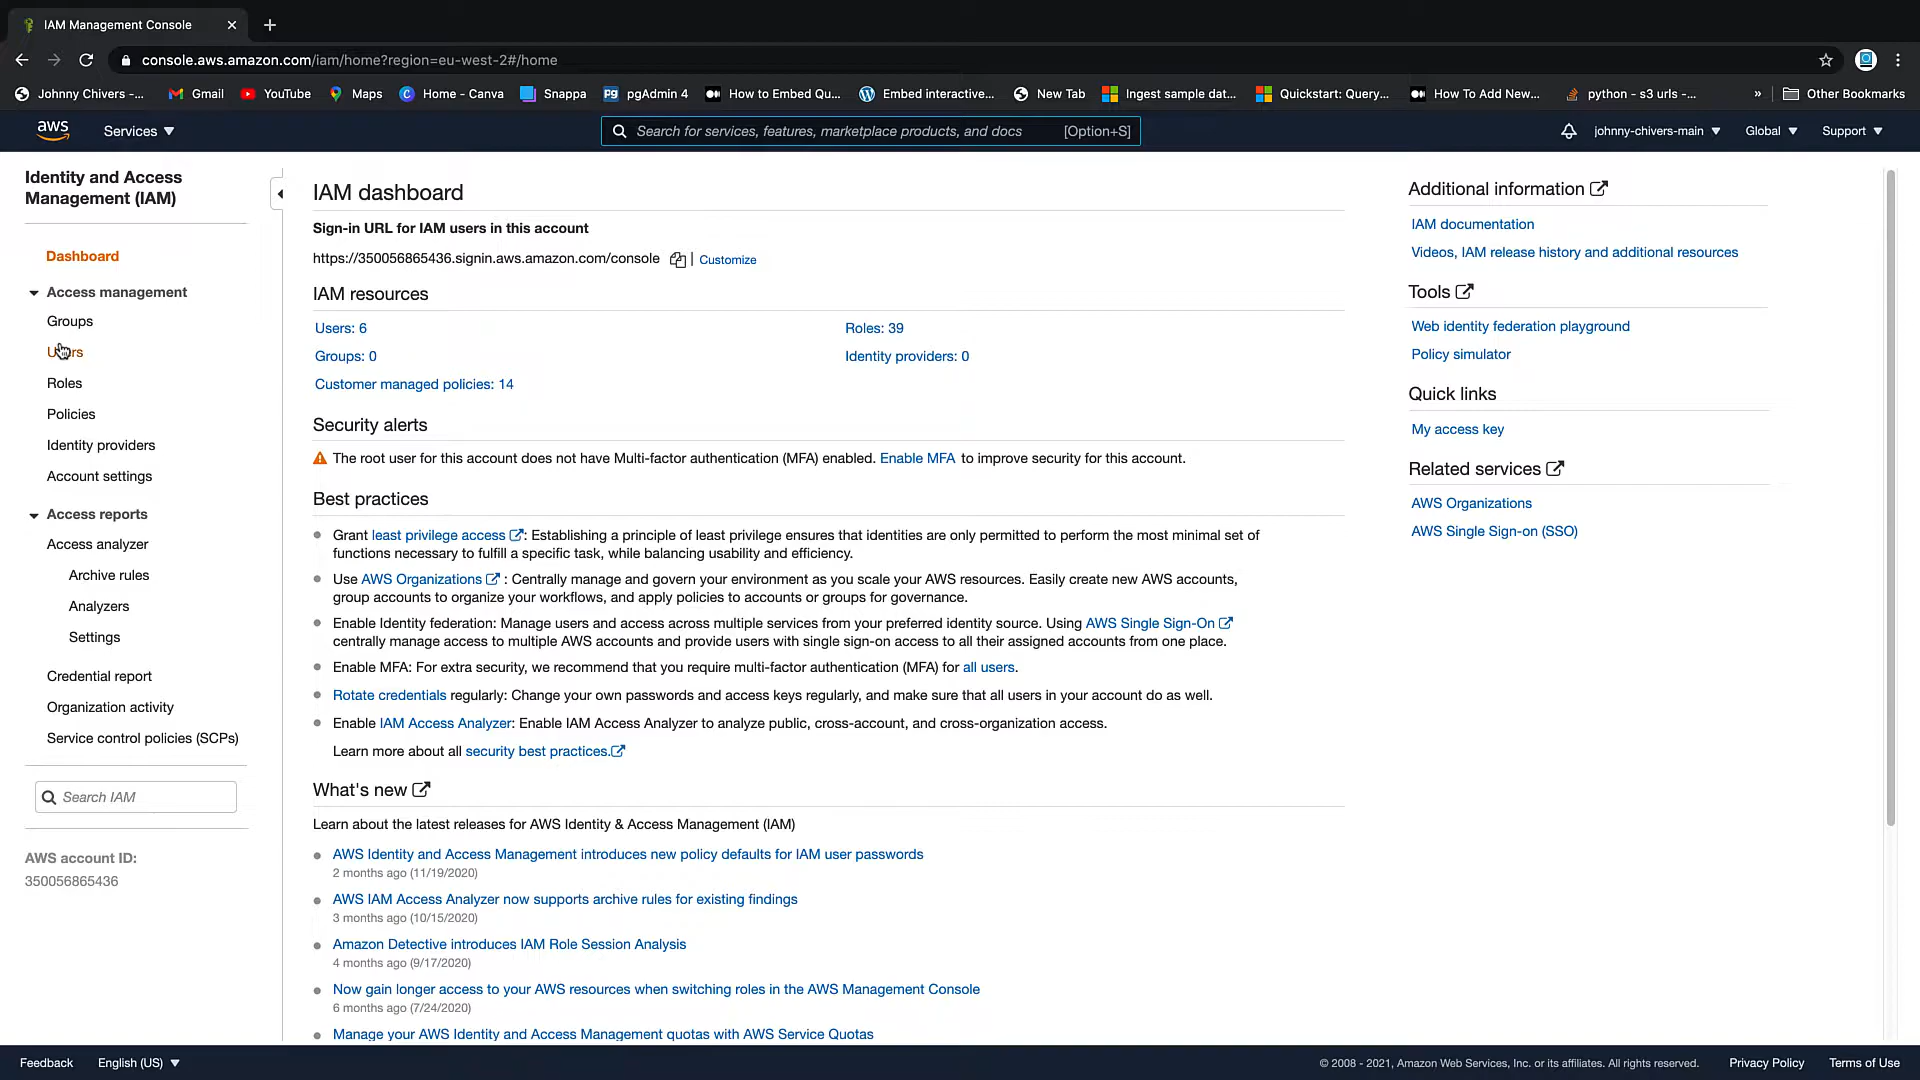 IAM Management Console
console.aws.amazon.com/iam/home?region=eu-west-2#/home
Johnny Chivers -...
Gmail
YouTube
Maps
Home - Canva
Snappa
pgAdmin 4
How to Embed Qu...
Embed interactive...
New Tab
Ingest sample dat...
Quickstart: Query...
How To Add New...
python - s3 urls -...
»
Other Bookmarks
aws
Services
Search for services, features, marketplace products, and docs
[Option+S]
johnny-chivers-main
Global
Support
Identity and Access
Management (IAM)
Dashboard
Access management
Groups
Users
Roles
Policies
Identity providers
Account settings
Access reports
Access analyzer
Archive rules
Analyzers
Settings
Credential report
Organization activity
Service control policies (SCPs)
Search IAM
AWS account ID:
350056865436
IAM dashboard
Sign-in URL for IAM users in this account
https://350056865436.signin.aws.amazon.com/console | Customize
IAM resources
Users: 6
Roles: 39
Groups: 0
Identity providers: 0
Customer managed policies: 14
Security alerts
The root user for this account does not have Multi-factor authentication (MFA) enabled. Enable MFA to improve security for this account.
Best practices
Grant least privilege access : Establishing a principle of least privilege ensures that identities are only permitted to perform the most minimal set of
functions necessary to fulfill a specific task, while balancing usability and efficiency.
Use AWS Organizations : Centrally manage and govern your environment as you scale your AWS resources. Easily create new AWS accounts,
group accounts to organize your workflows, and apply policies to accounts or groups for governance.
Enable Identity federation: Manage users and access across multiple services from your preferred identity source. Using AWS Single Sign-On
centrally manage access to multiple AWS accounts and provide users with single sign-on access to all their assigned accounts from one place.
Enable MFA: For extra security, we recommend that you require multi-factor authentication (MFA) for all users.
Rotate credentials regularly: Change your own passwords and access keys regularly, and make sure that all users in your account do as well.
Enable IAM Access Analyzer: Enable IAM Access Analyzer to analyze public, cross-account, and cross-organization access.
Learn more about all security best practices.
What's new
Learn about the latest releases for AWS Identity & Access Management (IAM)
AWS Identity and Access Management introduces new policy defaults for IAM user passwords
2 months ago (11/19/2020)
AWS IAM Access Analyzer now supports archive rules for existing findings
3 months ago (10/15/2020)
Amazon Detective introduces IAM Role Session Analysis
4 months ago (9/17/2020)
Now gain longer access to your AWS resources when switching roles in the AWS Management Console
6 months ago (7/24/2020)
Manage your AWS Identity and Access Management quotas with AWS Service Quotas
Additional information
IAM documentation
Videos, IAM release history and additional resources
Tools
Web identity federation playground
Policy simulator
Quick links
My access key
Related services
AWS Organizations
AWS Single Sign-on (SSO)
Feedback
English (US)
© 2008 - 2021, Amazon Web Services, Inc. or its affiliates. All rights reserved.
Privacy Policy
Terms of Use